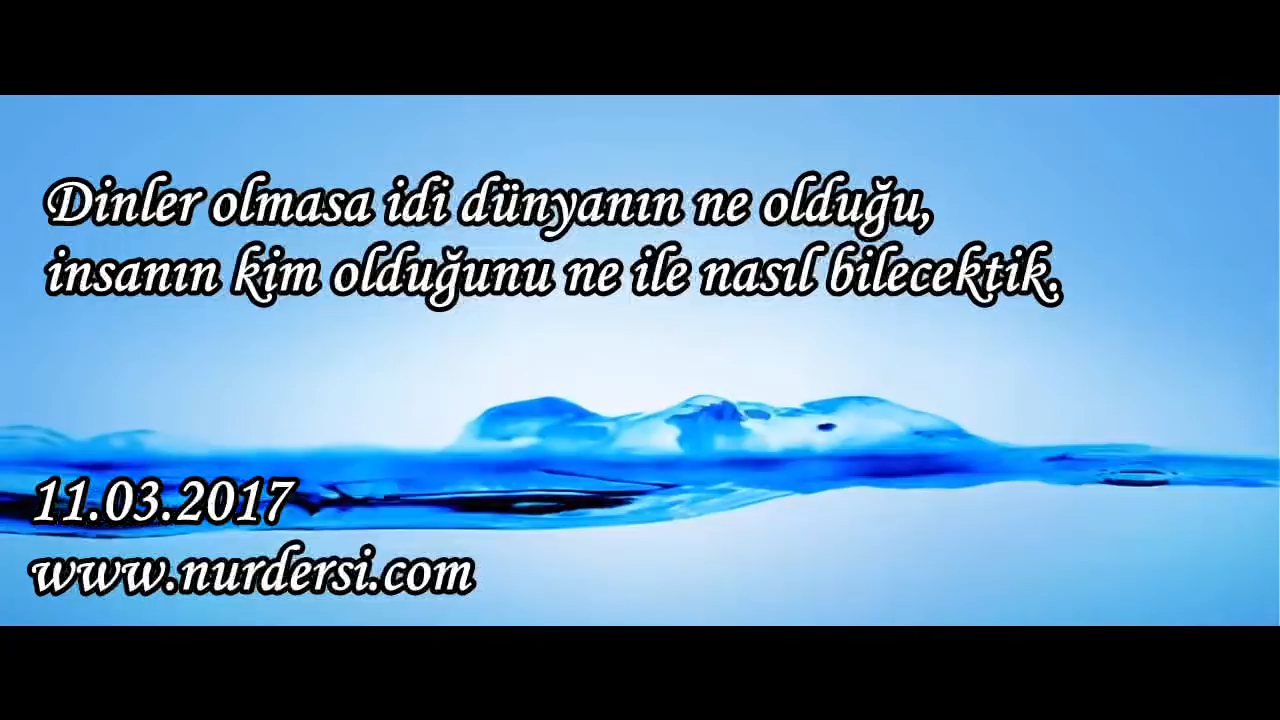 Dinler olmasa idi dünyanın ne olduğu,
insanın kim olduğunu ne ile nasıl bilecektik.
11.03.2017
www.nurdersi.com